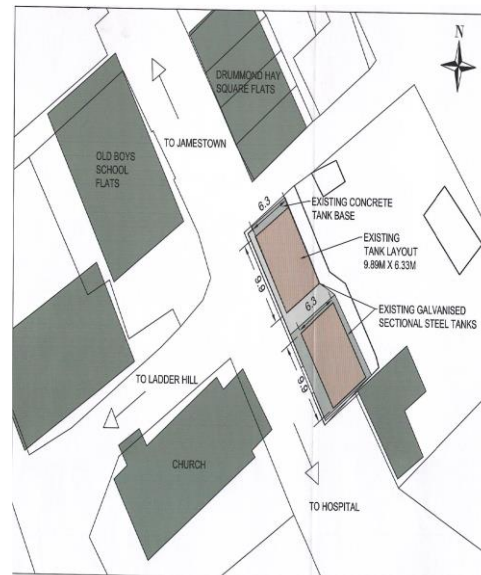 N
DRUMMOND HAY
SQUARE FLATS
TO JAMESTOWN
OLD BOYS
SCHOOL
FLATS
6.3
EXISTING CONCRETE
TANK BASE
EXISTING
TANK LAYOUT
9.89M X 6.33M
9.9
6.3
EXISTING GALVANISED
SECTIONAL STEEL TANKS
9.9
TO LADDER HILL
CHURCH
TO HOSPITAL